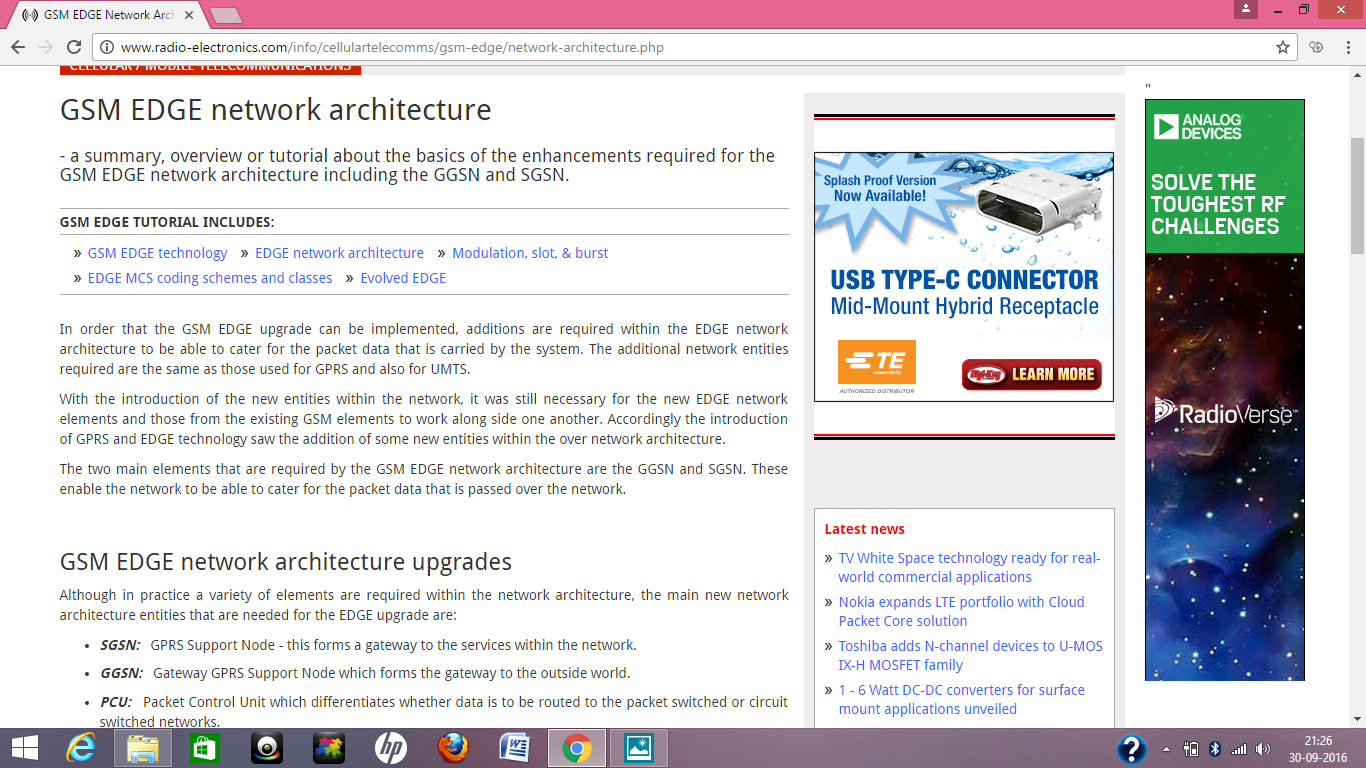 GSM EDGE Network Arch
www.radio-electronics.com/info/cellulartelecomms/gsm-edge/network-architecture.php
CELLULAR / MOBILE TELECOMMUNICATIONS
GSM EDGE network architecture
- a summary, overview or tutorial about the basics of the enhancements required for the
GSM EDGE network architecture including the GGSN and SGSN.
GSM EDGE TUTORIAL INCLUDES:
» GSM EDGE technology » EDGE network architecture » Modulation, slot, & burst
» EDGE MCS coding schemes and classes » Evolved EDGE
In order that the GSM EDGE upgrade can be implemented, additions are required within the EDGE network
architecture to be able to cater for the packet data that is carried by the system. The additional network entities
required are the same as those used for GPRS and also for UMTS.
With the introduction of the new entities within the network, it was still necessary for the new EDGE network
elements and those from the existing GSM elements to work along side one another. Accordingly the introduction
of GPRS and EDGE technology saw the addition of some new entities within the over network architecture.
The two main elements that are required by the GSM EDGE network architecture are the GGSN and SGSN. These
enable the network to be able to cater for the packet data that is passed over the network.
GSM EDGE network architecture upgrades
Although in practice a variety of elements are required within the network architecture, the main new network
architecture entities that are needed for the EDGE upgrade are:
• SGSN: GPRS Support Node - this forms a gateway to the services within the network.
• GGSN: Gateway GPRS Support Node which forms the gateway to the outside world.
• PCU: Packet Control Unit which differentiates whether data is to be routed to the packet switched or circuit
switched networks.
Splash Proof Version
Now Available!
USB TYPE-C CONNECTOR
Mid-Mount Hybrid Receptacle
TE
connectivity
AUTHORIZED DISTRIBUTOR
Digi-Key LEARN MORE
Latest news
» TV White Space technology ready for real-
world commercial applications
» Nokia expands LTE portfolio with Cloud
Packet Core solution
» Toshiba adds N-channel devices to U-MOS
IX-H MOSFET family
» 1 - 6 Watt DC-DC converters for surface
mount applications unveiled
"
ANALOG
DEVICES
SOLVE THE
TOUGHEST RF
CHALLENGES
RadioVerse™
hp
?
21:26
30-09-2016